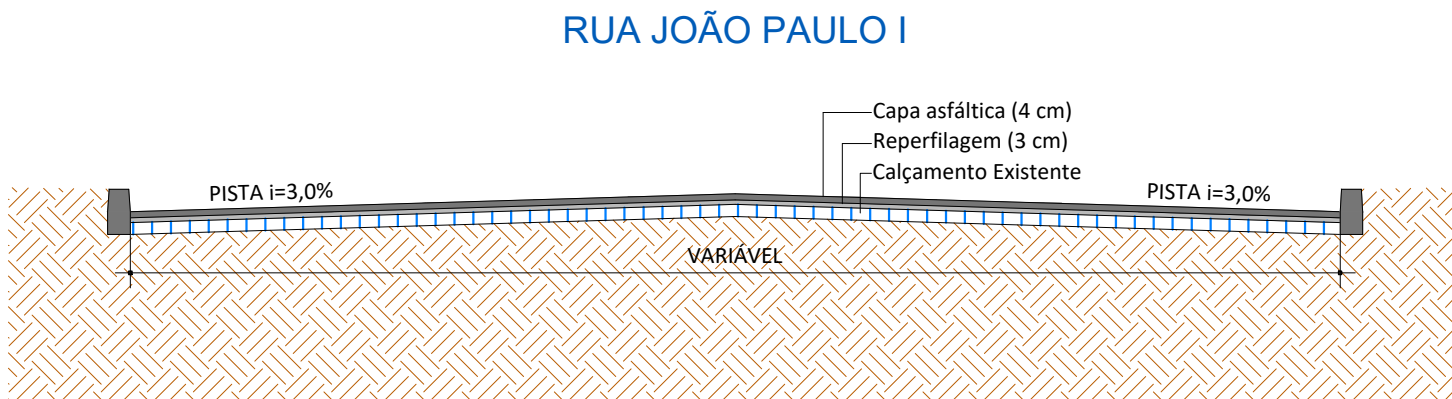 RUA JOÃO PAULO I
Capa asfáltica (4 cm)
Reperfilagem (3 cm)
Calçamento Existente
PISTA i=3,0%
PISTA i=3,0%
VARIÁVEL